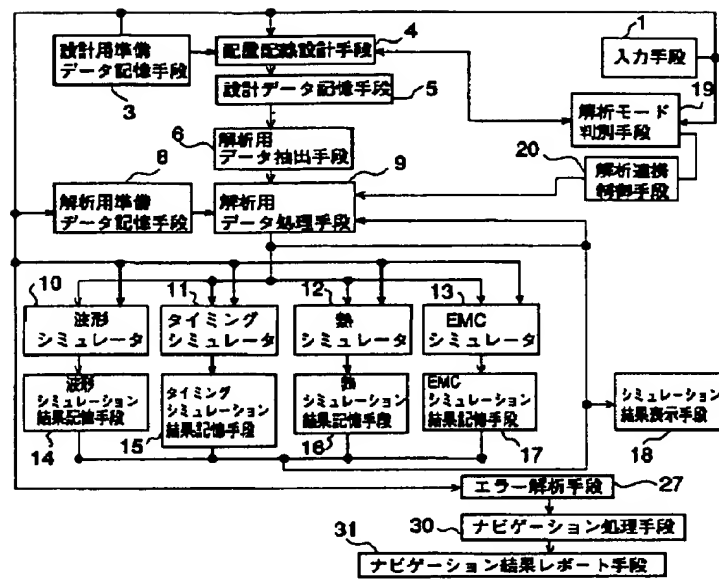 1
入力手段
設計用準備
データ記憶手段
3
4
配置配線設計手段
設計データ記憶手段
5
19
解析モード
判別手段
6
解析用
データ抽出手段
20
解析連携
制御手段
8
解析用準備
データ記憶手段
9
解析用
データ処理手段
10
波形
シミュレータ
11
タイミング
シミュレータ
12
熱
シミュレータ
13
EMC
シミュレータ
波形
シミュレーション
結果記憶手段
14
タイミング
シミュレーション
結果記憶手段
15
熱
シミュレーション
結果記憶手段
16
EMC
シミュレーション
結果記憶手段
17
シミュレーション
結果表示手段
18
エラー解析手段
27
30
ナビゲーション処理手段
31
ナビゲーション結果レポート手段